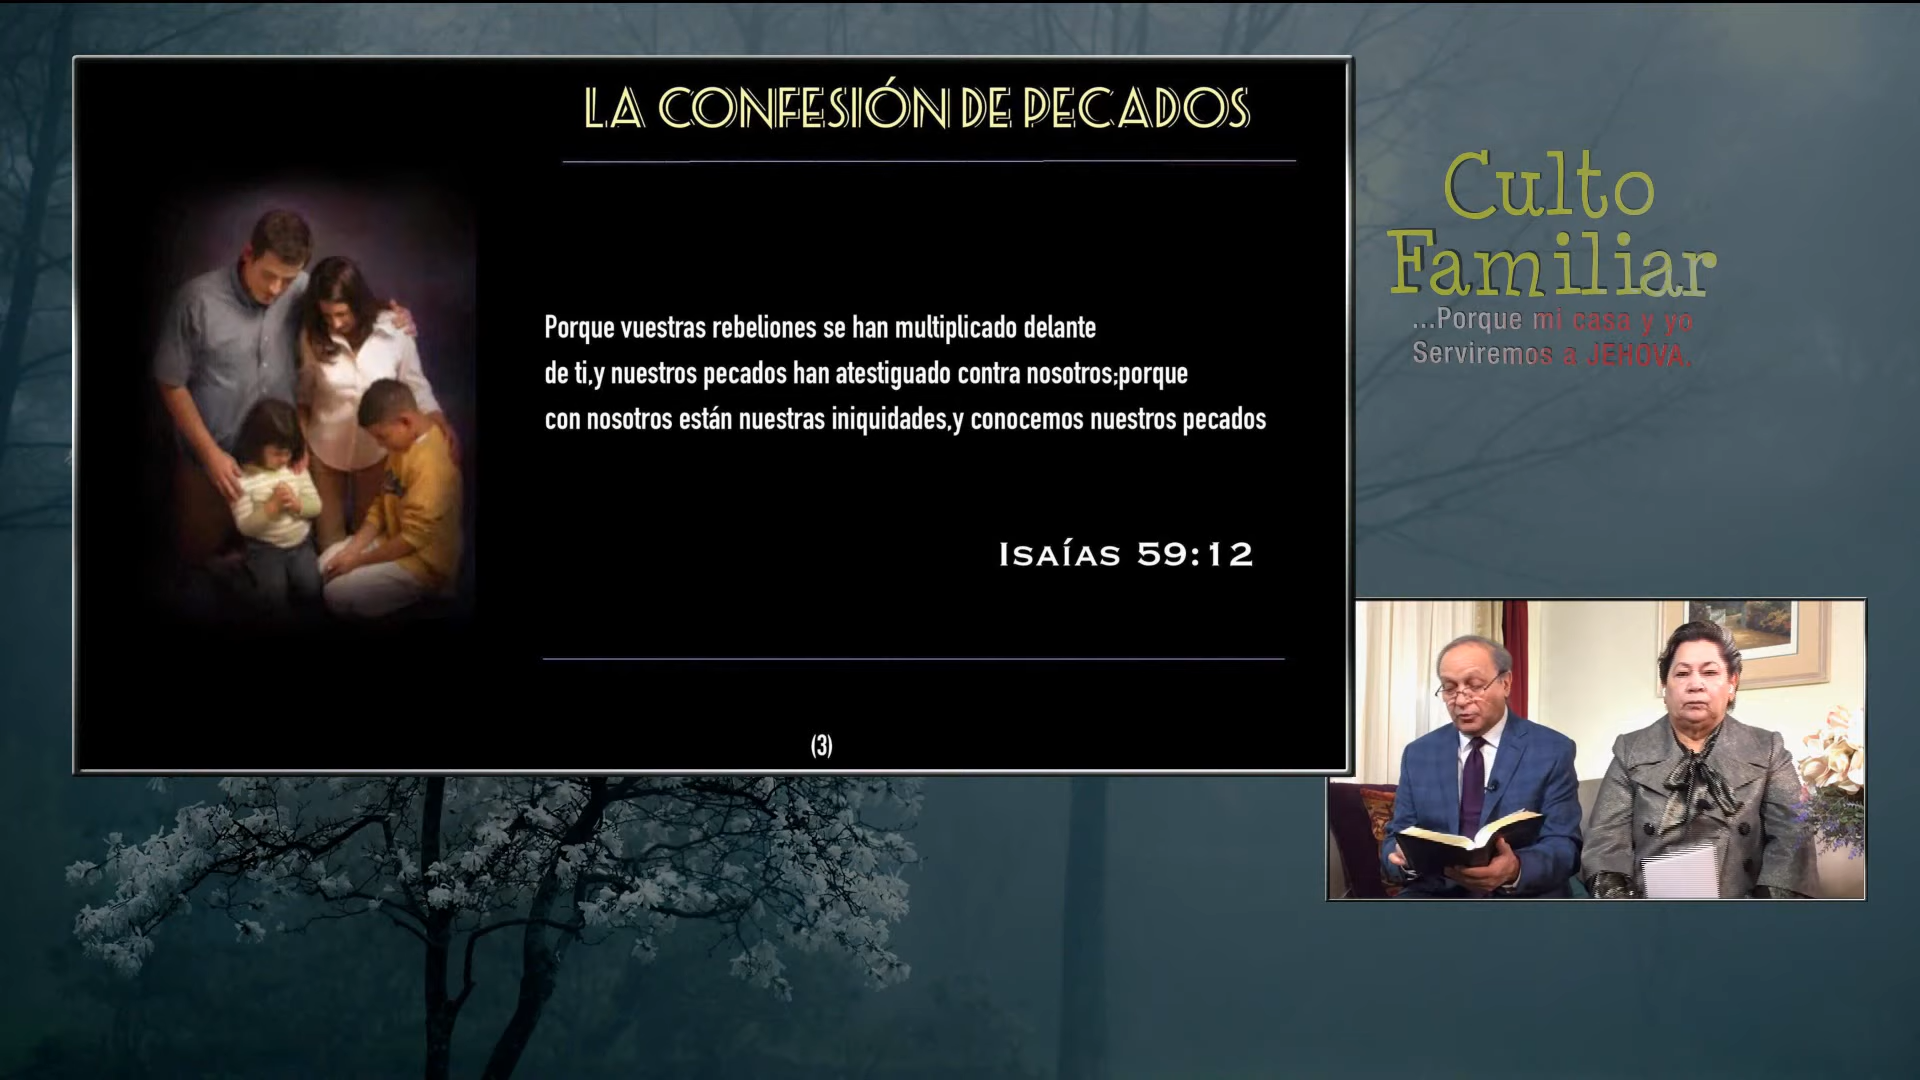 LA CONFESIÓN DE PECADOS
Porque vuestras rebeliones se han multiplicado delante
de ti,y nuestros pecados han atestiguado contra nosotros;porque
con nosotros están nuestras iniquidades,y conocemos nuestros pecados
Isaías 59:12
(3)
Culto
Familiar
...Porque mi casa y yo
Serviremos a JEHOVA.